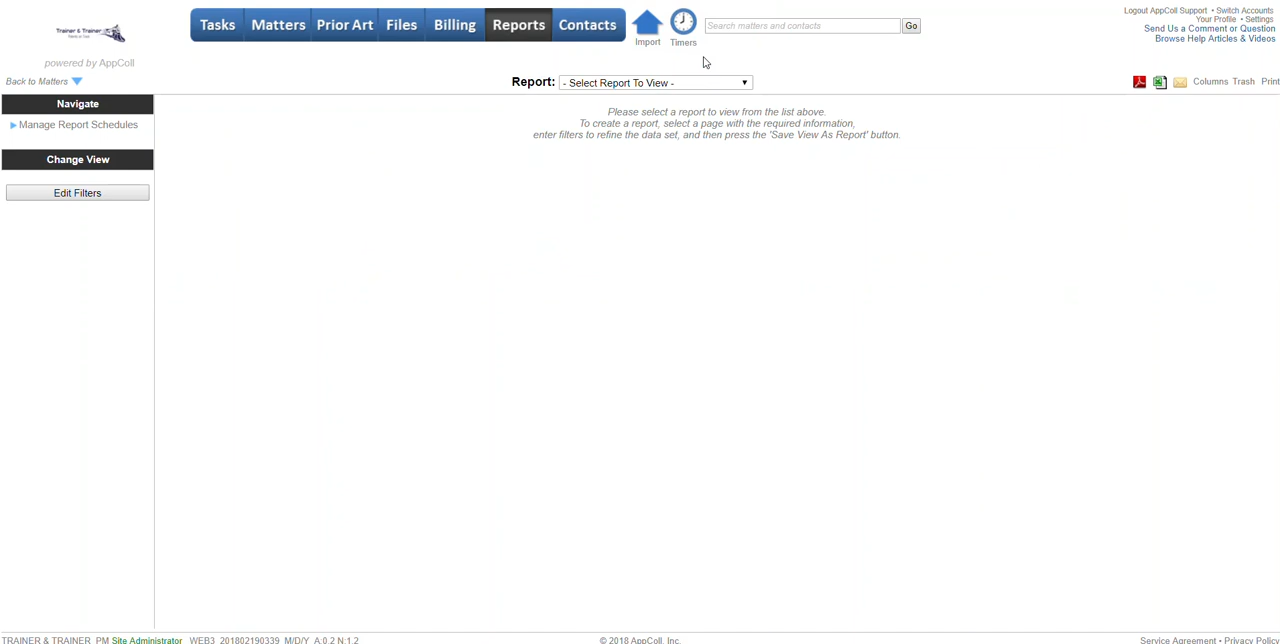 Trainer & Trainer
powered by AppColl
Back to Matters
Tasks Matters Prior Art Files Billing Reports Contacts
Import
Timers
Search matters and contacts
Go
Logout AppColl Support • Switch Accounts
Your Profile • Settings
Send Us a Comment or Question
Browse Help Articles & Videos
Report: - Select Report To View -
Columns Trash Print
Navigate
Manage Report Schedules
Change View
Edit Filters
Please select a report to view from the list above.
To create a report, select a page with the required information,
enter filters to refine the data set, and then press the 'Save View As Report' button.
TRAINER & TRAINER PM Site Administrator WEB3_201802190339 M/D/Y A:0.2 N:1.2
© 2018 AppColl, Inc.
Service Agreement • Privacy Policy